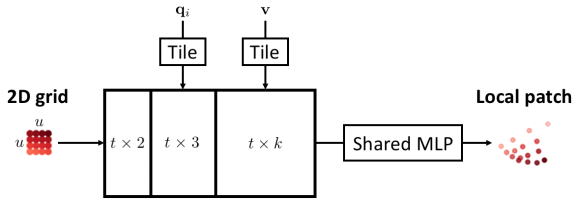 q_i
v
Tile
Tile
2D grid
u
u
t × 2
t × 3
t × k
Shared MLP
Local patch